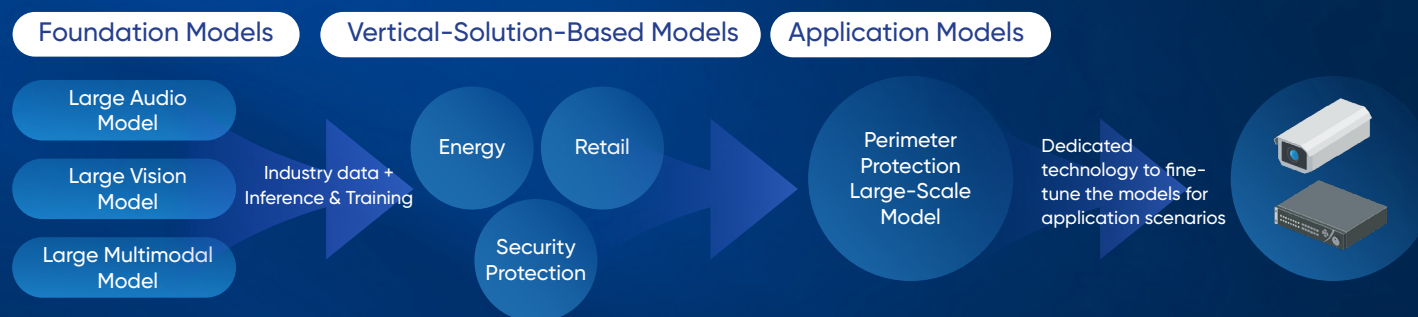 Foundation Models
Vertical-Solution-Based Models
Application Models
Large Audio
Model
Large Vision
Model
Large Multimodal
Model
Industry data +
Inference & Training
Energy
Retail
Security
Protection
Perimeter
Protection
Large-Scale
Model
Dedicated
technology to fine-
tune the models for
application scenarios